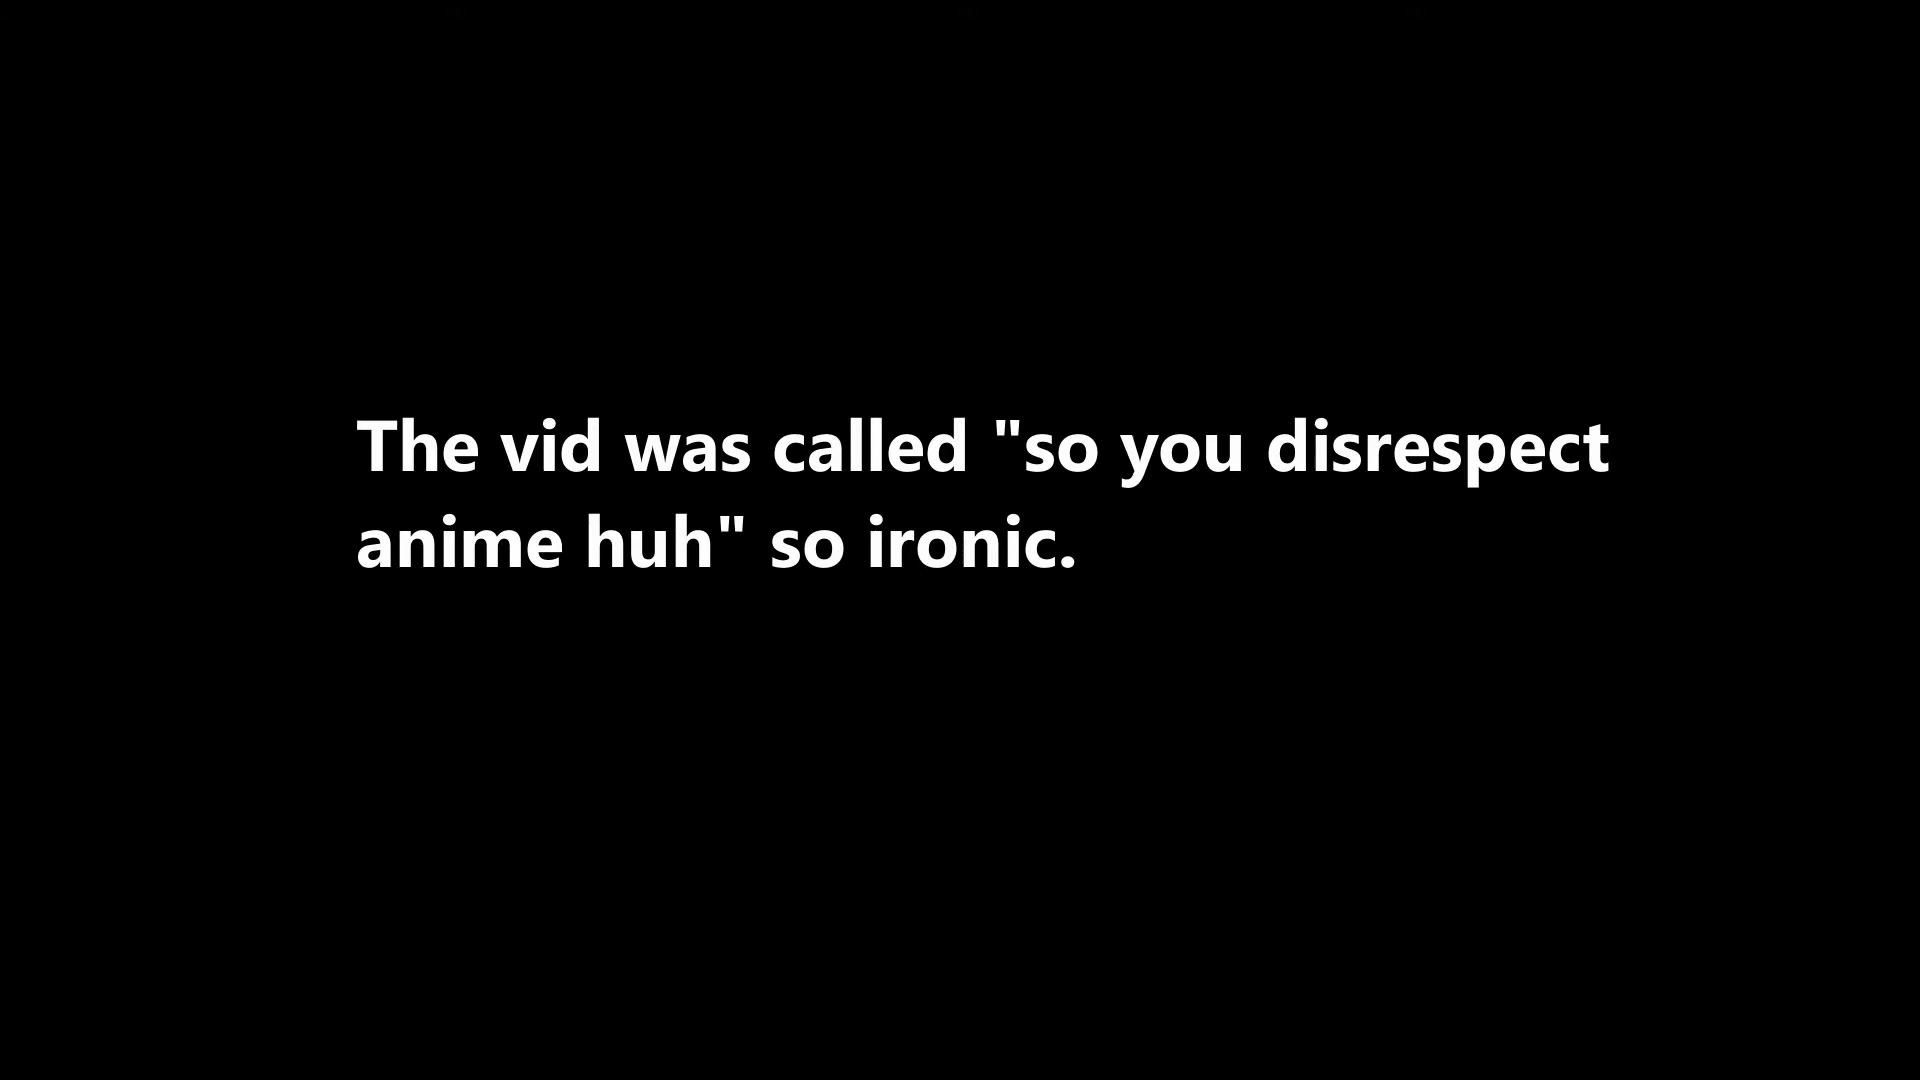 The vid was called "so you disrespect
anime huh" so ironic.